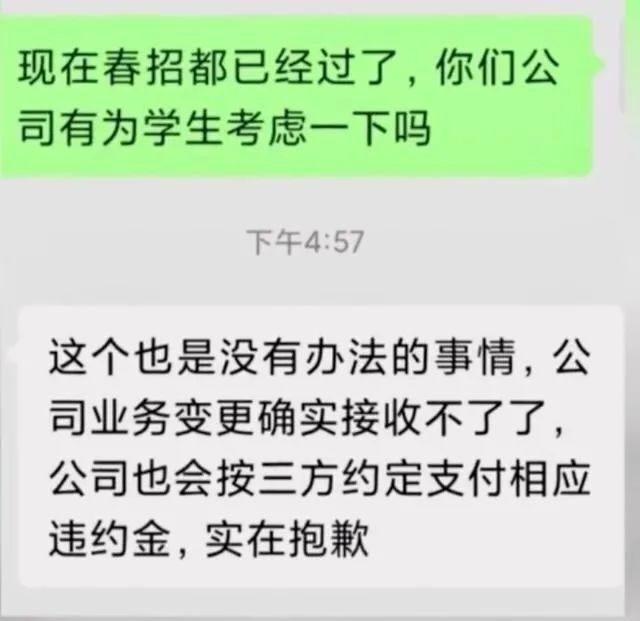 现在春招都已经过了，你们公
司有为学生考虑一下吗
下午4:57
这个也是没有办法的事情，公
司业务变更确实接收不了了，
公司也会按三方约定支付相应
违约金，实在抱歉